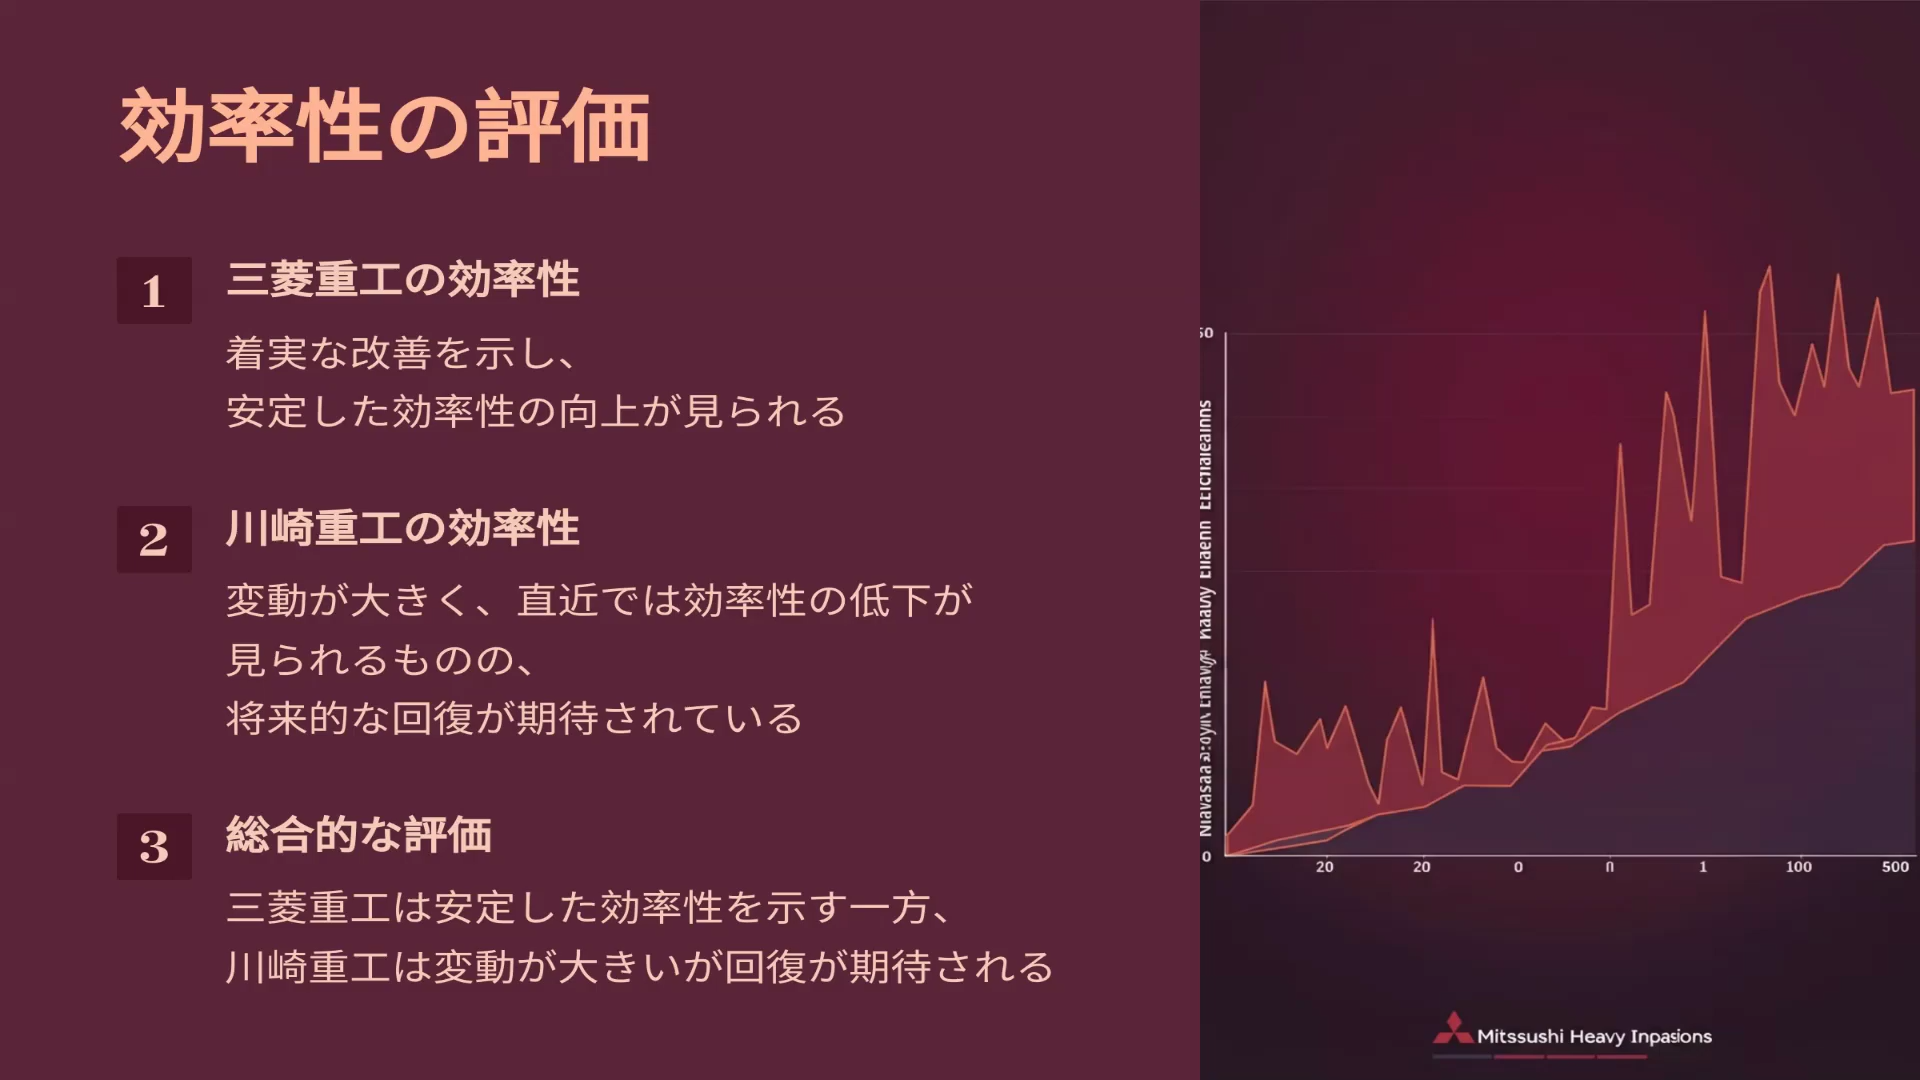 効率性の評価
1
三菱重工の効率性
着実な改善を示し、
安定した効率性の向上が見られる
2
川崎重工の効率性
変動が大きく、直近では効率性の低下が
見られるものの、
将来的な回復が期待されている
3
総合的な評価
三菱重工は安定した効率性を示す一方、
川崎重工は変動が大きいが回復が期待される
50
0
20 20 0 1 100 500
Mitssushi Heavy Inpasions